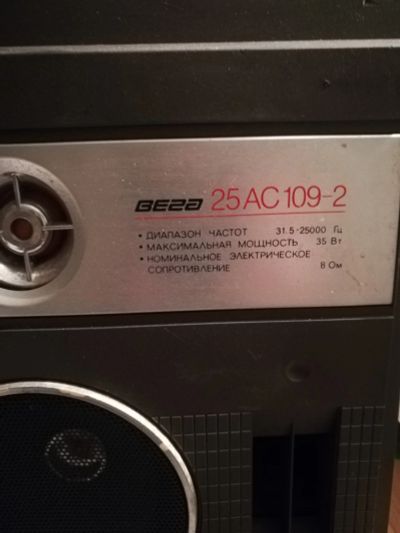 Вега 25АС109-2
• ДИАПАЗОН ЧАСТОТ 31.5-25000 Гц
• МАКСИМАЛЬНАЯ МОЩНОСТЬ 35 Вт
• НОМИНАЛЬНОЕ ЭЛЕКТРИЧЕСКОЕ
СОПРОТИВЛЕНИЕ 8 Ом